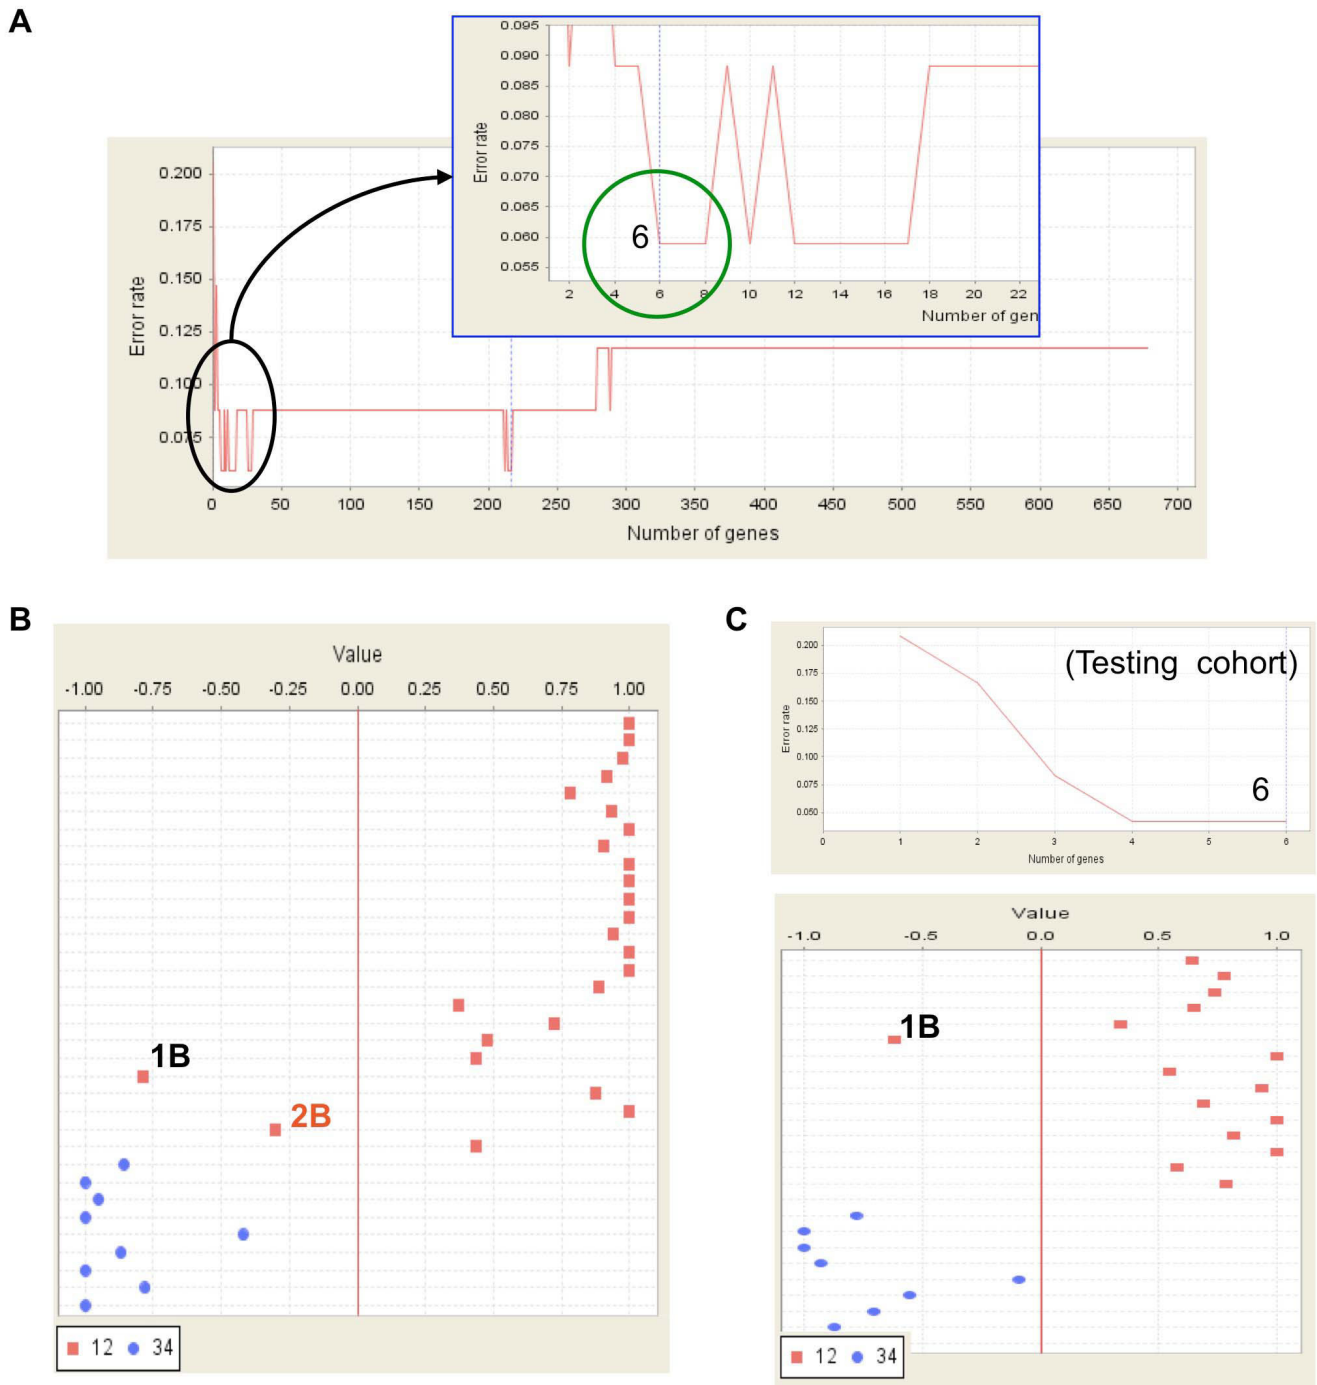 A
0.095
0.090
0.085
0.080
0.075
0.070
0.065
0.060
0.055
Error rate
6
2 4 6 8 10 12 14 16 18 20 22
Number of gen
0.200
0.175
0.150
0.125
0.100
0.075
Error rate
0 50 100 150 200 250 300 350 400 450 500 550 600 650 700
Number of genes
B
Value
-1.00 -0.75 -0.50 -0.25 0.00 0.25 0.50 0.75 1.00
1B
2B
12 34
C
(Testing cohort)
0.200
0.175
0.150
0.125
0.100
0.075
0.050
Error rate
6
0 1 2 3 4 5 6
Number of genes
Value
-1.0 -0.5 0.0 0.5 1.0
1B
12 34